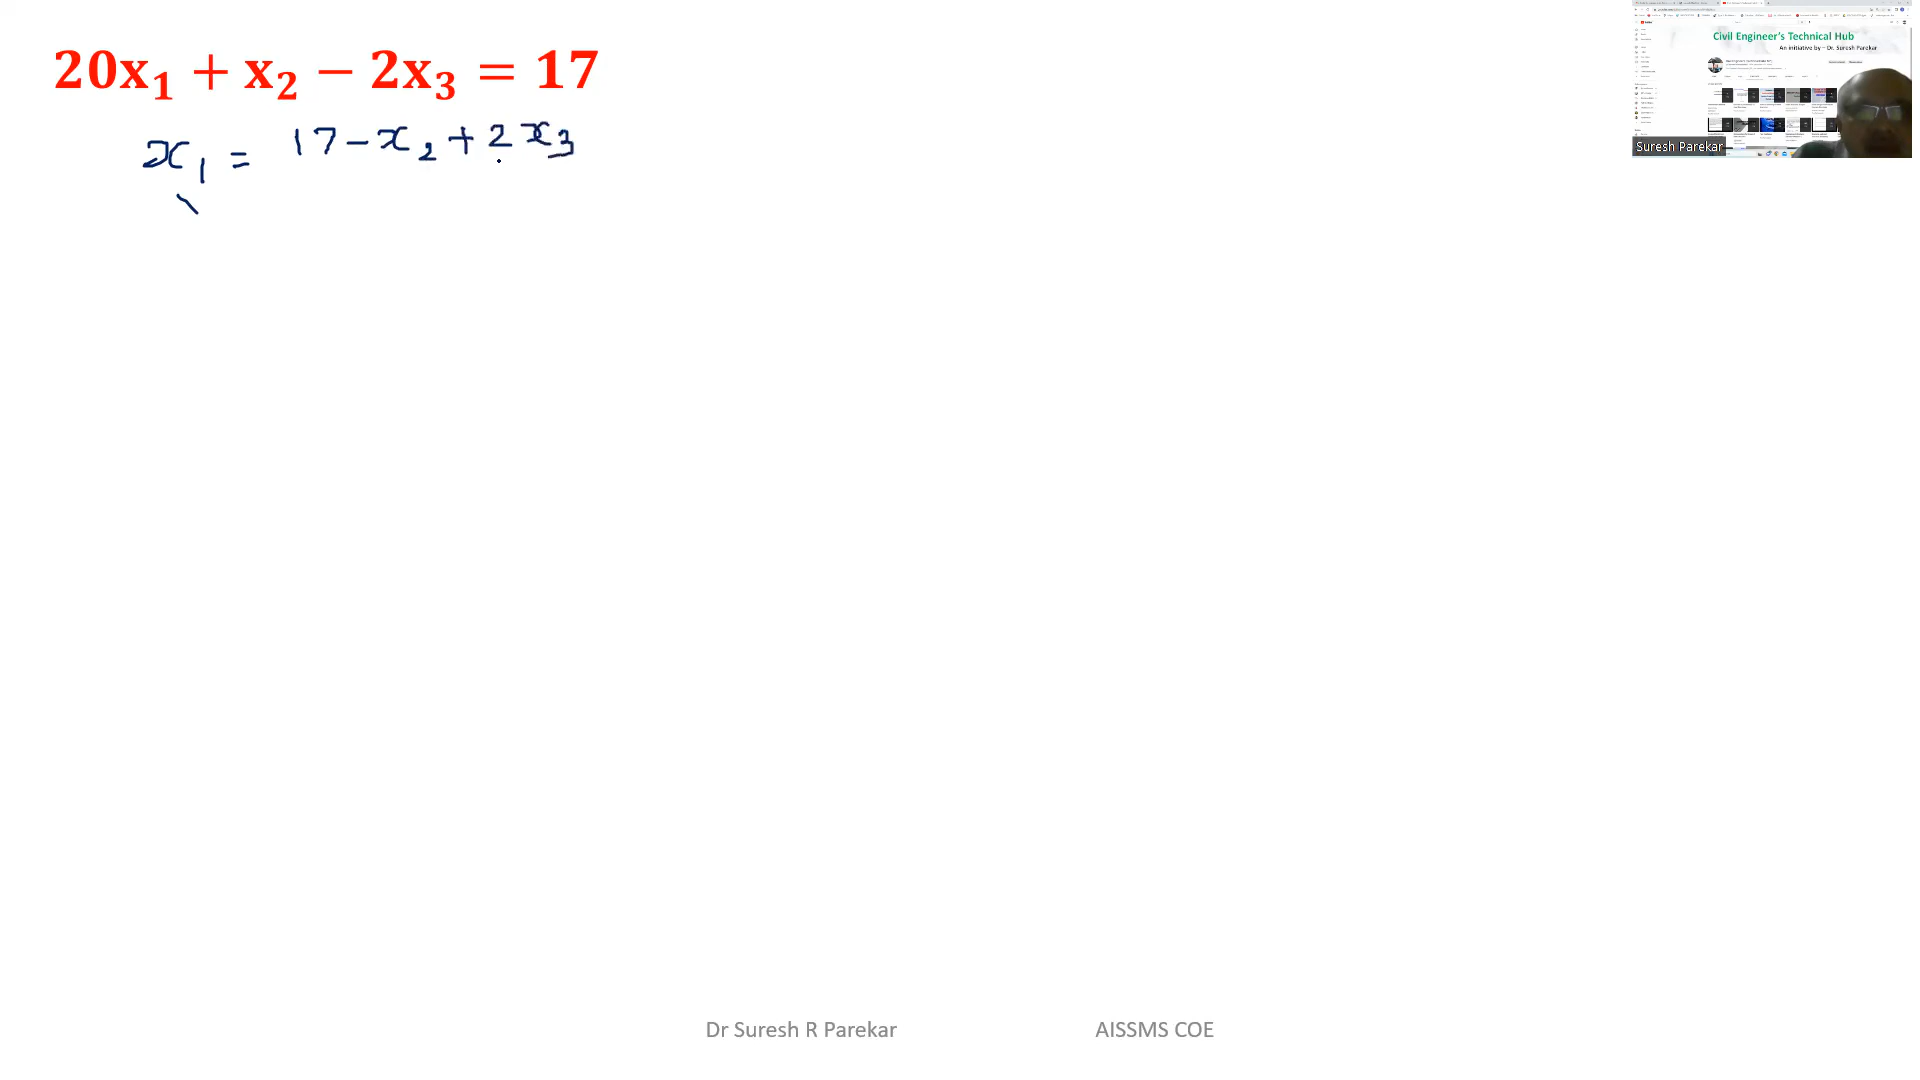 20x₁ + x₂ − 2x₃ = 17
x₁ = 17 − x₂ + 2x₃
Civil Engineer's Technical Hub
An initiative by – Dr. Suresh Parekar
Suresh Parekar
Dr Suresh R Parekar AISSMS COE